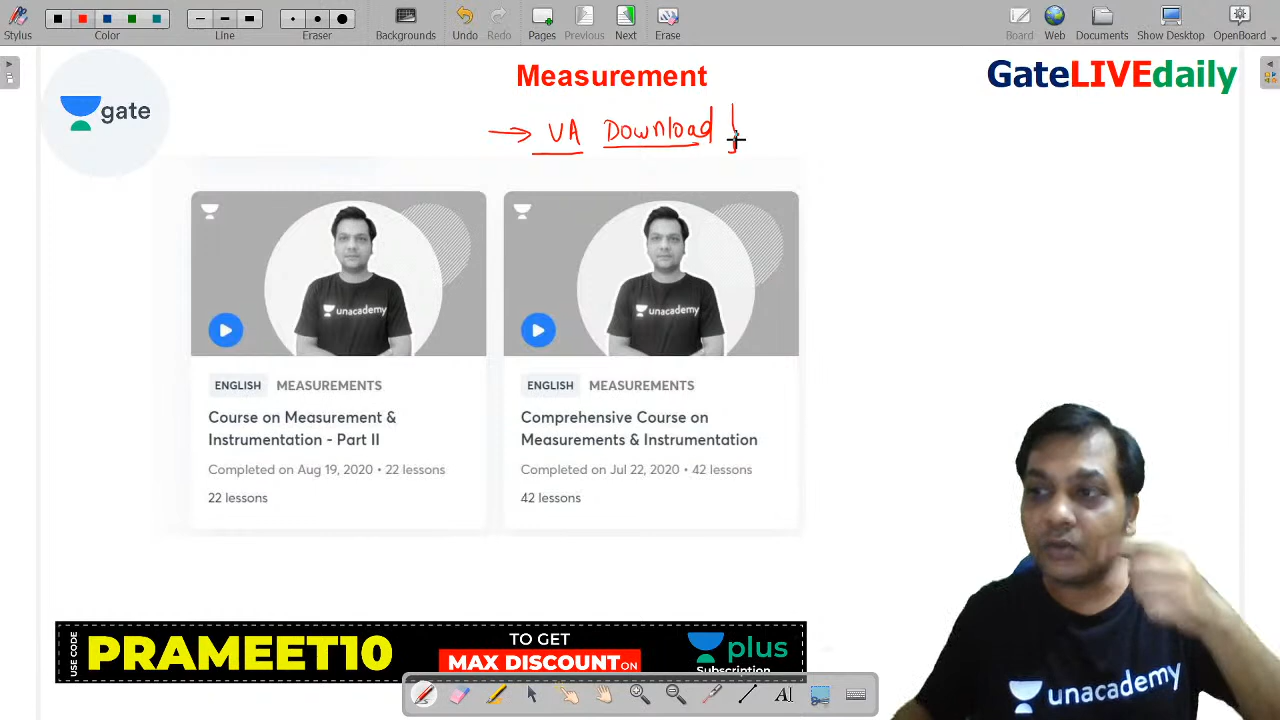 Stylus
Color
Line
Eraser
Backgrounds
Undo
Redo
Pages
Previous
Next
Erase
Board
Web
Documents
Show Desktop
OpenBoard
gate
Measurement
GateLIVEdaily
→ UA Download
unacademy
unacademy
ENGLISH MEASUREMENTS
Course on Measurement &
Instrumentation - Part II
Completed on Aug 19, 2020 • 22 lessons
22 lessons
ENGLISH MEASUREMENTS
Comprehensive Course on
Measurements & Instrumentation
Completed on Jul 22, 2020 • 42 lessons
42 lessons
USE CODE
PRAMEET10
TO GET
MAX DISCOUNT ON
plus
Subscription
unacademy